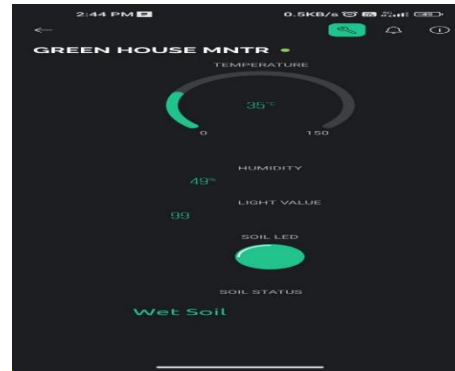 2:44 PM P 0.5KB/s
GREEN HOUSE MNTR
TEMPERATURE
35°C
0 150
HUMIDITY
49%
LIGHT VALUE
99
SOIL LED
SOIL STATUS
Wet Soil